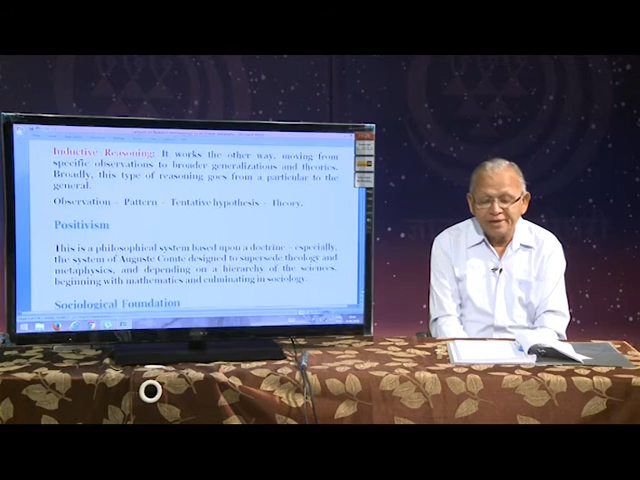 Inductive Reasoning: It works the other way, moving from
specific observations to broader generalizations and theories.
Broadly, this type of reasoning goes from a particular to the
general.
Observation - Pattern - Tentative hypothesis - Theory.
Positivism
This is a philosophical system based upon a doctrine - especially,
the system of Auguste Comte designed to supersede theology and
metaphysics, and depending on a hierarchy of the sciences,
beginning with mathematics and culminating in sociology.
Sociological Foundation